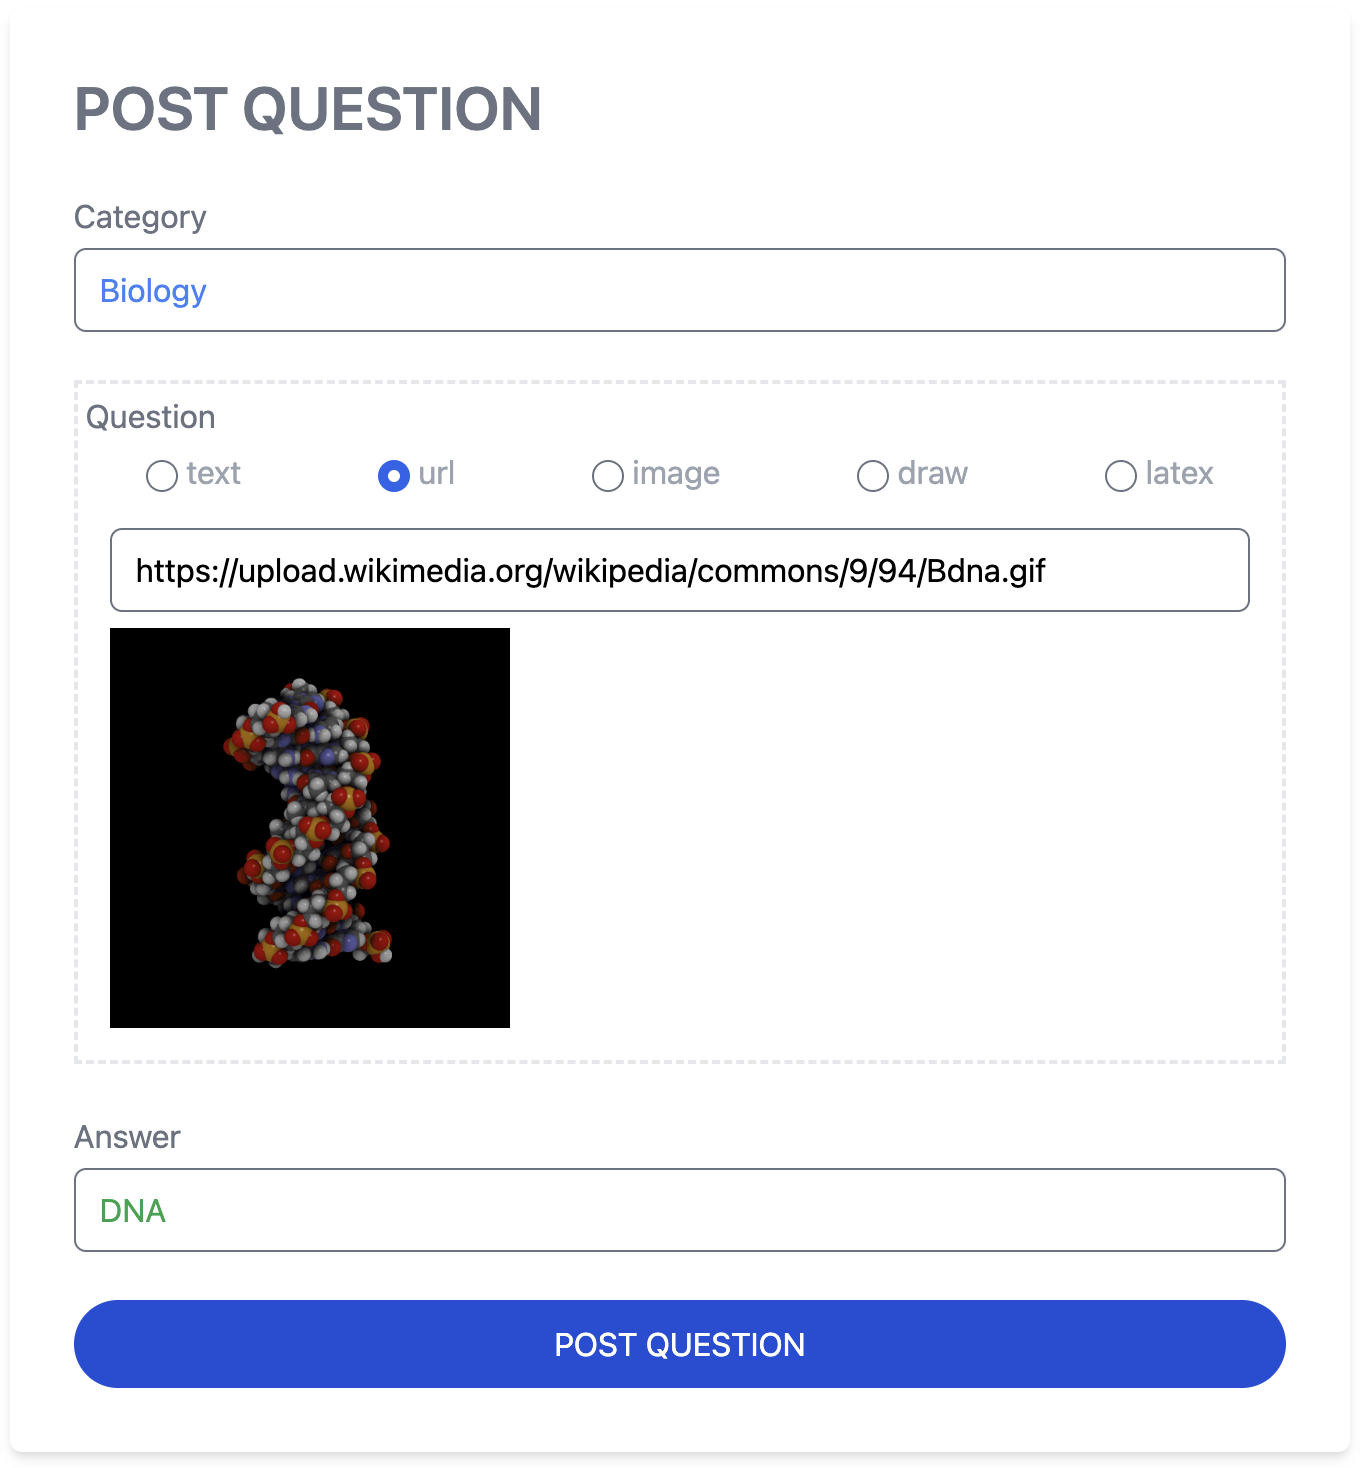 POST QUESTION
Category
Biology
Question
text url image draw latex
https://upload.wikimedia.org/wikipedia/commons/9/94/Bdna.gif
Answer
DNA
POST QUESTION